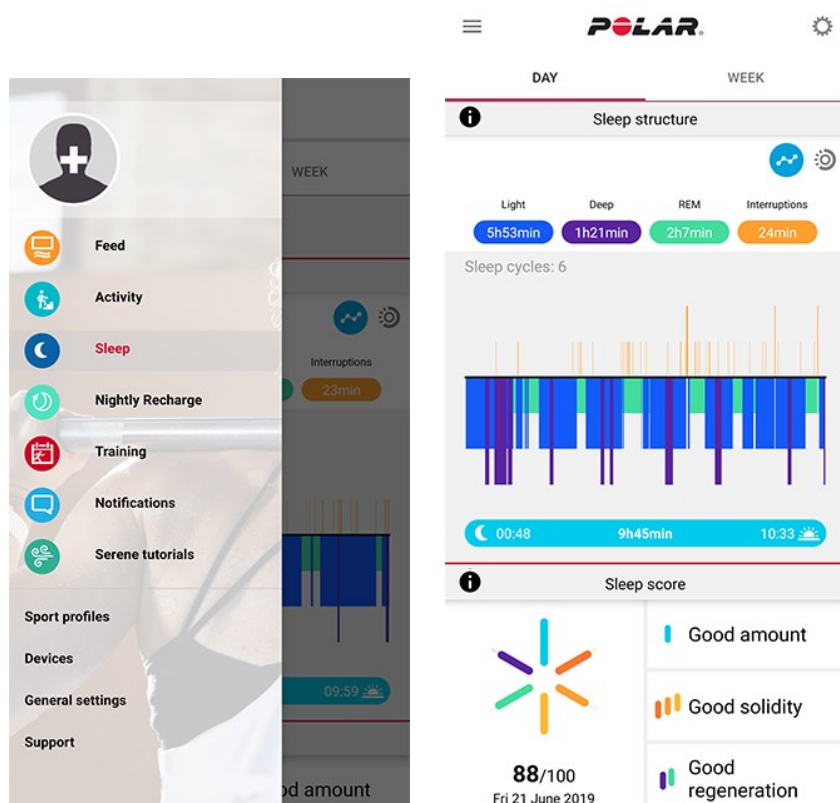 WEEK
Feed
Activity
Sleep
Interruptions
Nightly Recharge
23min
Training
Notifications
Serene tutorials
Sport profiles
Devices
General settings
09:59
Support
od amount
POLAR.
DAY
WEEK
Sleep structure
Light
Deep
REM
Interruptions
5h53min
1h21min
2h7min
24min
Sleep cycles: 6
00:48
9h45min
10:33
Sleep score
Good amount
Good solidity
Good
regeneration
88/100
Fri 21 June 2019